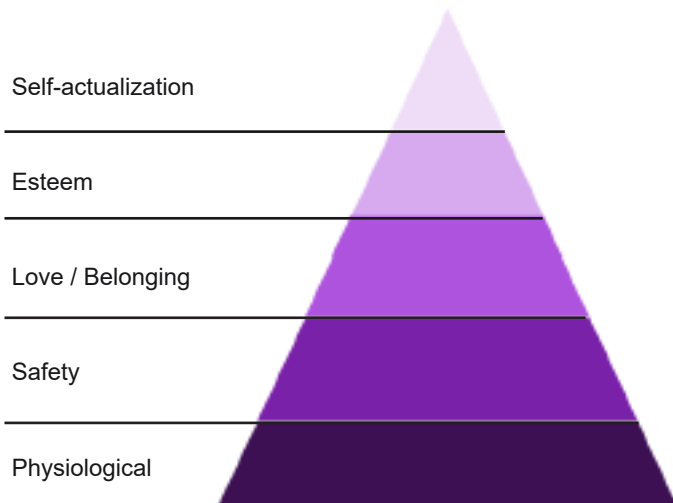 Self-actualization
Esteem
Love / Belonging
Safety
Physiological